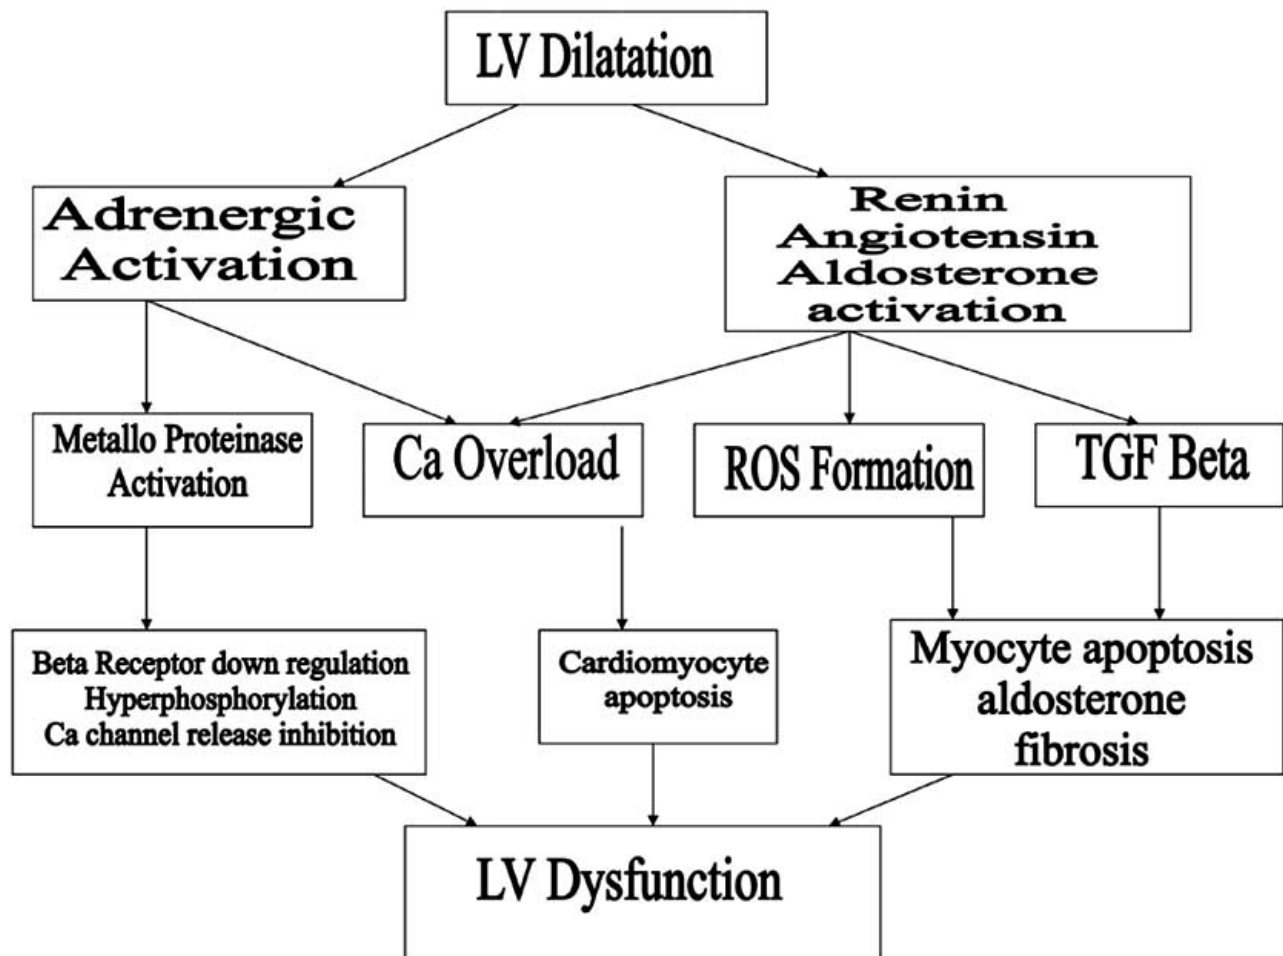 LV Dilatation
Adrenergic
Activation
Renin
Angiotensin
Aldosterone
activation
Metallo Proteinase
Activation
Ca Overload
ROS Formation
TGF Beta
Beta Receptor down regulation
Hyperphosphorylation
Ca channel release inhibition
Cardiomyocyte
apoptosis
Myocyte apoptosis
aldosterone
fibrosis
LV Dysfunction